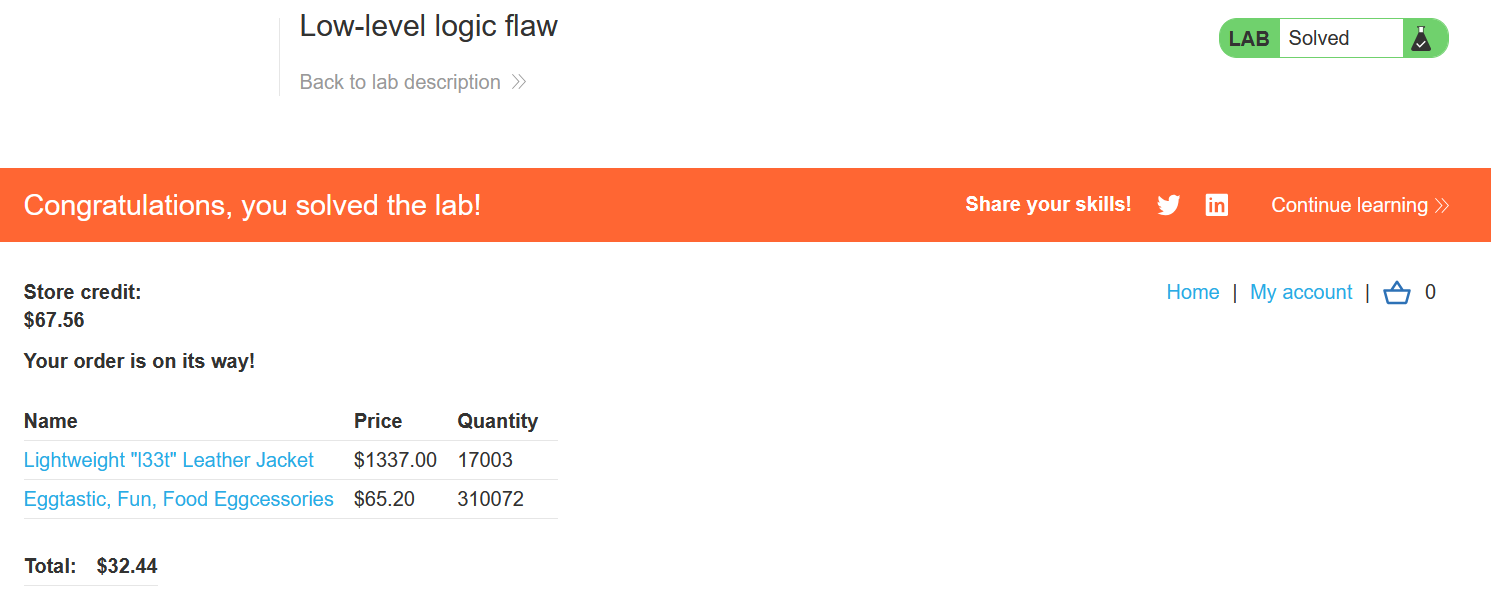 Low-level logic flaw
LAB Solved
Back to lab description
Congratulations, you solved the lab!
Share your skills!
in
Continue learning
Store credit:
$67.56
Home | My account | 0
Your order is on its way!
Name Price Quantity
Lightweight "l33t" Leather Jacket $1337.00 17003
Eggtastic, Fun, Food Eggcessories $65.20 310072
Total: $32.44